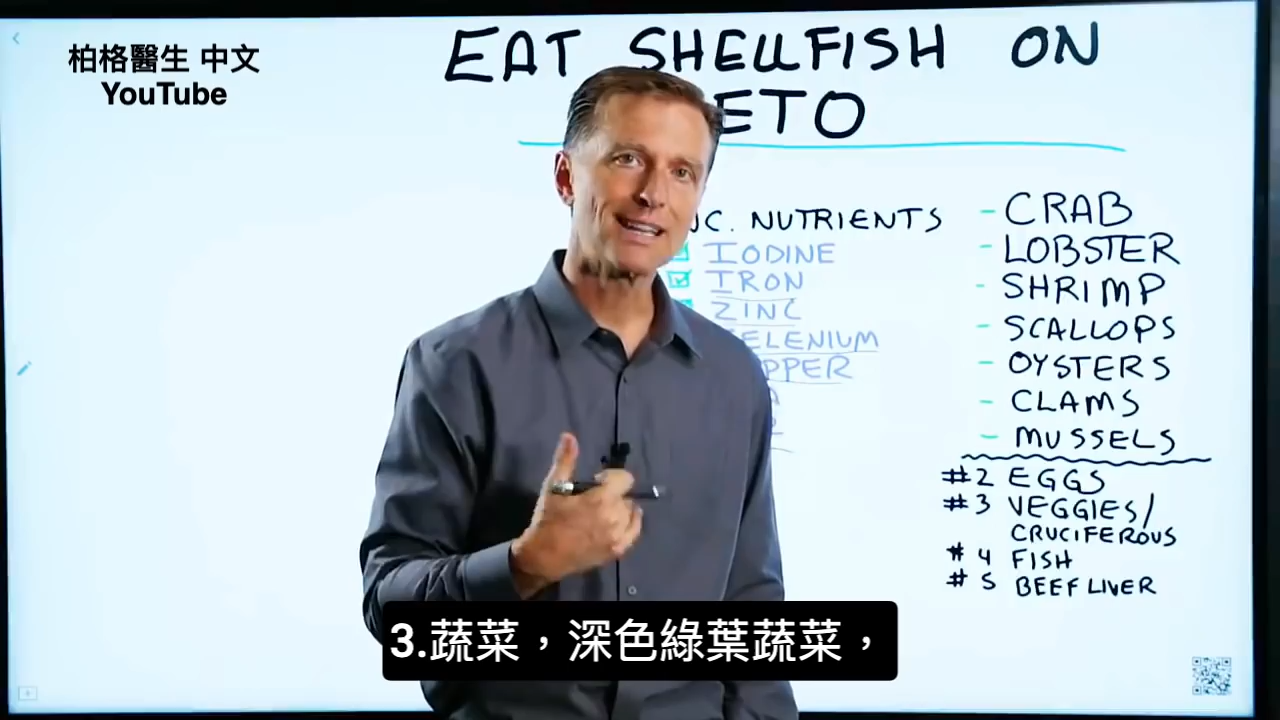 柏格醫生 中文
YouTube
EAT SHELLFISH ON
ETO
C. NUTRIENTS
IODINE
IRON
ZINC
ELENIUM
PPER
- CRAB
- LOBSTER
- SHRIMP
- SCALLOPS
- OYSTERS
- CLAMS
- MUSSELS
#2 EGGS
#3 VEGGIES/
CRUCIFEROUS
#4 FISH
#5 BEEF LIVER
3.蔬菜，深色綠葉蔬菜，